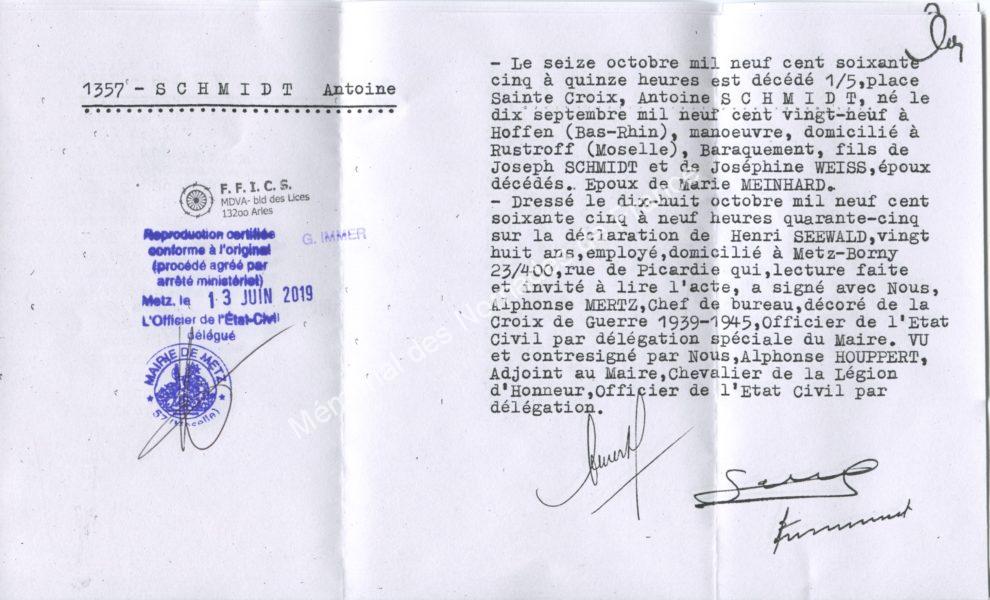 1357 - S C H M I D T   Antoine
F.F.I.C.S.
MDVA- bld des Lices
13200 Arles
Reproduction certifiée
conforme à l'original
(procédé agréé par
arrêté ministériel)
Metz, le 13 JUIN 2019
L'Officier de l'État-Civil
délégué
G. IMMER
MAIRIE DE METZ
57 (Moselle)
- Le seize octobre mil neuf cent soixante
cinq à quinze heures est décédé 1/5,place
Sainte Croix, Antoine S C H M I D T, né le
dix septembre mil neuf cent vingt-neuf à
Hoffen (Bas-Rhin), manoeuvre, domicilié à
Rustroff (Moselle), Baraquement, fils de
Joseph SCHMIDT et de Joséphine WEISS,époux
décédés. Epoux de Marie MEINHARD.
- Dressé le dix-huit octobre mil neuf cent
soixante cinq à neuf heures quarante-cinq
sur la déclaration de Henri SEEWALD,vingt
huit ans,employé,domicilié à Metz-Borny
23/400,rue de Picardie qui,lecture faite
et invité à lire l'acte, a signé avec Nous,
Alphonse MERTZ,Chef de bureau,décoré de la
Croix de Guerre 1939-1945,Officier de l'Etat
Civil par délégation spéciale du Maire. VU
et contresigné par Nous,Alphonse HOUPPERT,
Adjoint au Maire,Chevalier de la Légion
d'Honneur,Officier de l'Etat Civil par
délégation.